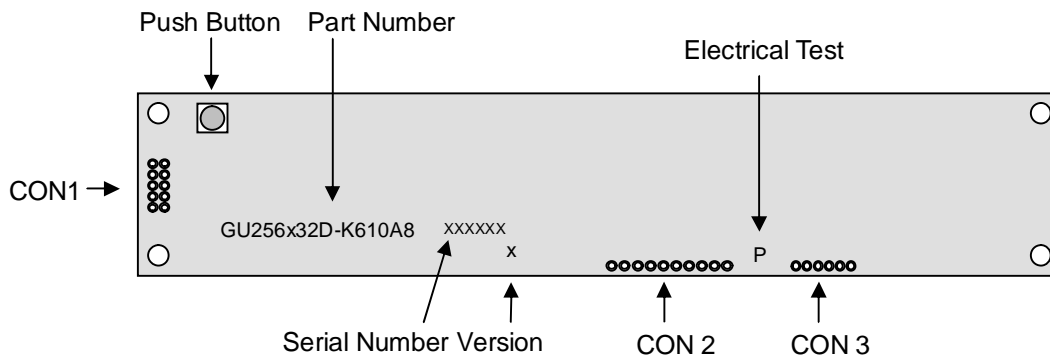 Push Button
Part Number
Electrical Test
CON1
GU256x32D-K610A8
XXXXXX
x
P
Serial Number Version
CON 2
CON 3